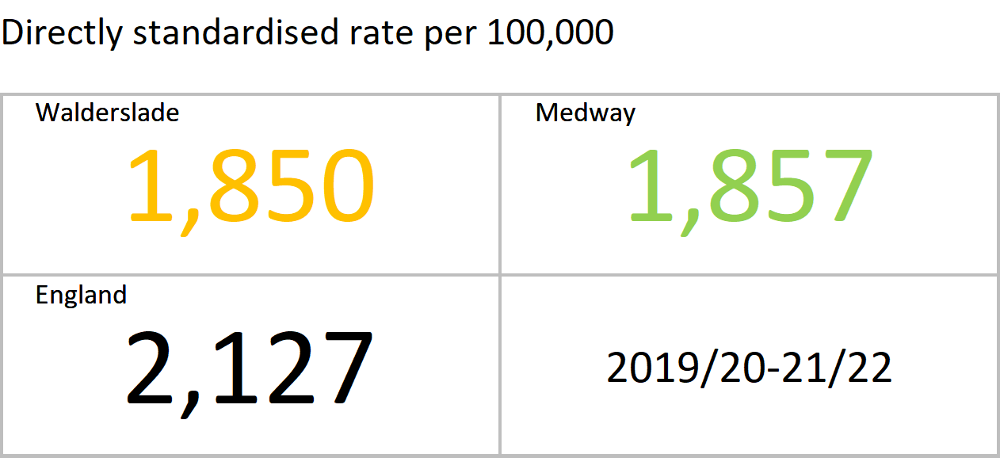 Directly standardised rate per 100,000
Walderslade
1,850
Medway
1,857
England
2,127
2019/20-21/22